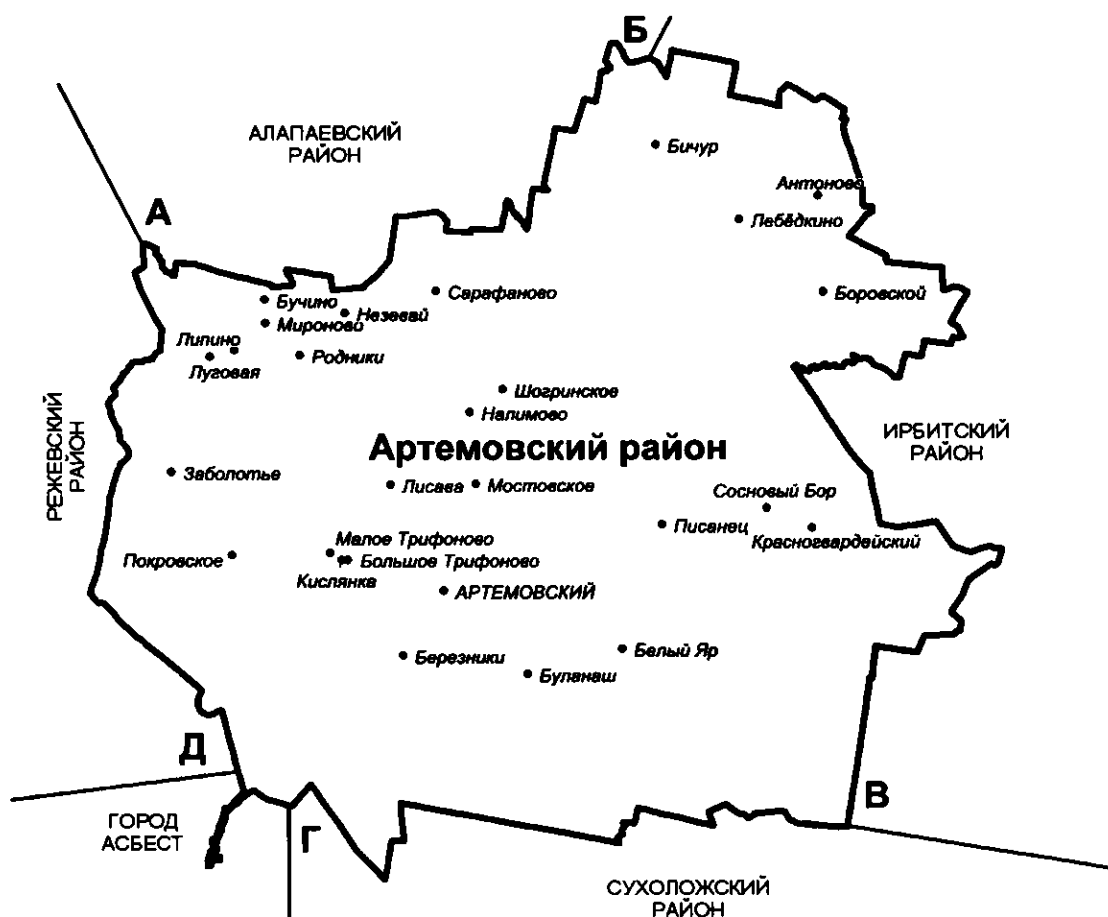 Б
АЛАПАЕВСКИЙ
РАЙОН
Бичур
Антоново
А
Лебёдкино
Сарафаново
Боровской
Бучино
Незевай
Мироново
Липино
Родники
Луговая
Шогринское
Налимово
РЕЖЕВСКИЙ
РАЙОН
Артемовский район
ИРБИТСКИЙ
РАЙОН
Заболотье
Лисава
Мостовское
Сосновый Бор
Писанец
Красногвардейский
Малое Трифоново
Покровское
Большое Трифоново
Кислянка
АРТЕМОВСКИЙ
Березники
Белый Яр
Буланаш
Д
В
ГОРОД
АСБЕСТ
Г
СУХОЛОЖСКИЙ
РАЙОН